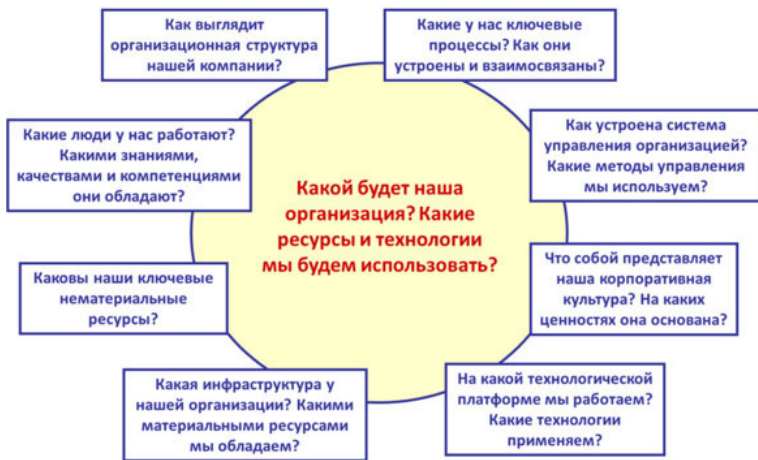 Как выглядит
организационная структура
нашей компании?
Какие у нас ключевые
процессы? Как они
устроены и взаимосвязаны?
Какие люди у нас работают?
Какими знаниями,
качествами и компетенциями
они обладают?
Как устроена система
управления организацией?
Какие методы управления
мы используем?
Какой будет наша
организация? Какие
ресурсы и технологии
мы будем использовать?
Каковы наши ключевые
нематериальные
ресурсы?
Что собой представляет
наша корпоративная
культура? На каких
ценностях она основана?
Какая инфраструктура у
нашей организации? Какими
материальными ресурсами
мы обладаем?
На какой технологической
платформе мы работаем?
Какие технологии
применяем?